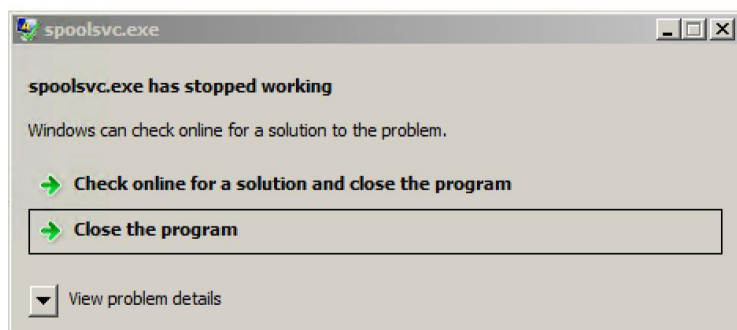 spoolsvc.exe
spoolsvc.exe has stopped working
Windows can check online for a solution to the problem.
Check online for a solution and close the program
Close the program
View problem details